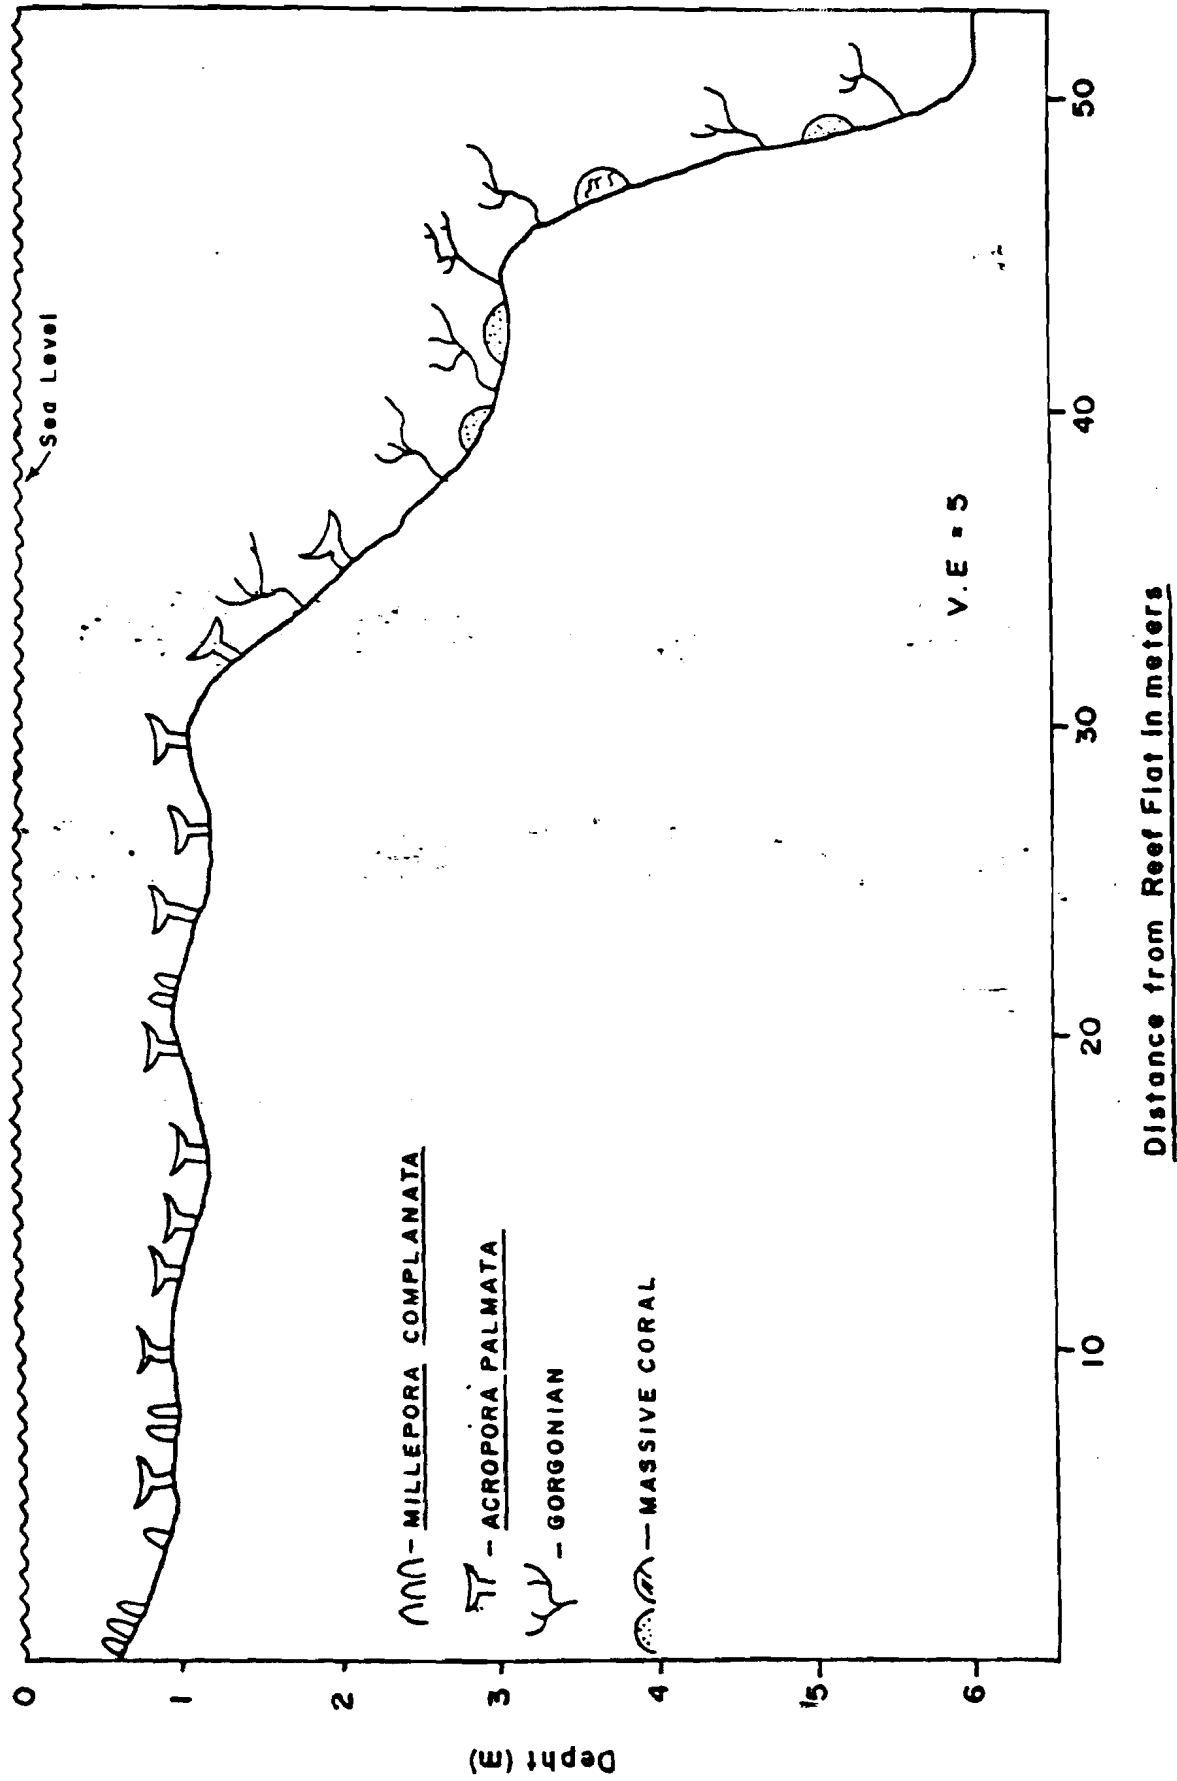 Sea Level
0
1
2
3
4
5
6
Depht (m)
- MILLEPORA COMPLANATA
- ACROPORA PALMATA
- GORGONIAN
- MASSIVE CORAL
V.E = 5
10
20
30
40
50
Distance from Reef Flat in meters